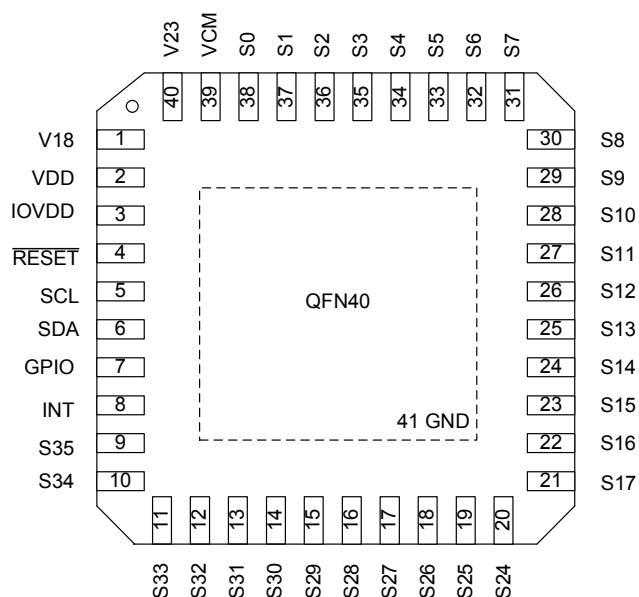 V23 VCM S0 S1 S2 S3 S4 S5 S6 S7
40 39 38 37 36 35 34 33 32 31
V18 1 30 S8
VDD 2 29 S9
IOVDD 3 28 S10
RESET 4 27 S11
SCL 5 26 S12
QFN40
SDA 6 25 S13
GPIO 7 24 S14
INT 8 23 S15
41 GND
S35 9 22 S16
S34 10 21 S17
11 12 13 14 15 16 17 18 19 20
S33 S32 S31 S30 S29 S28 S27 S26 S25 S24